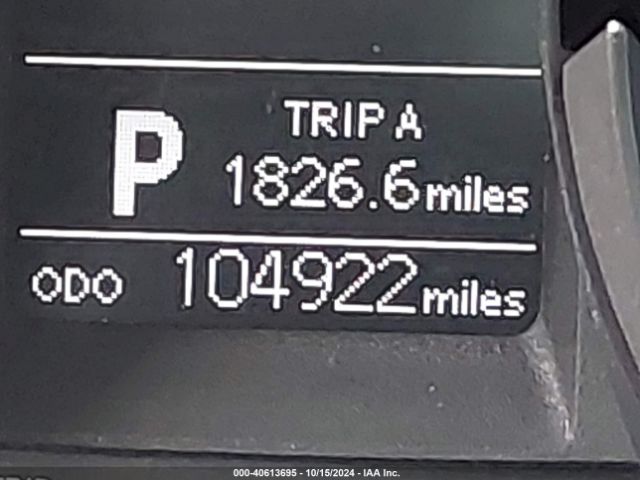 TRIP A
P 1826.6 miles
ODO 104922 miles
000-40613695 - 10/15/2024 - IAA Inc.